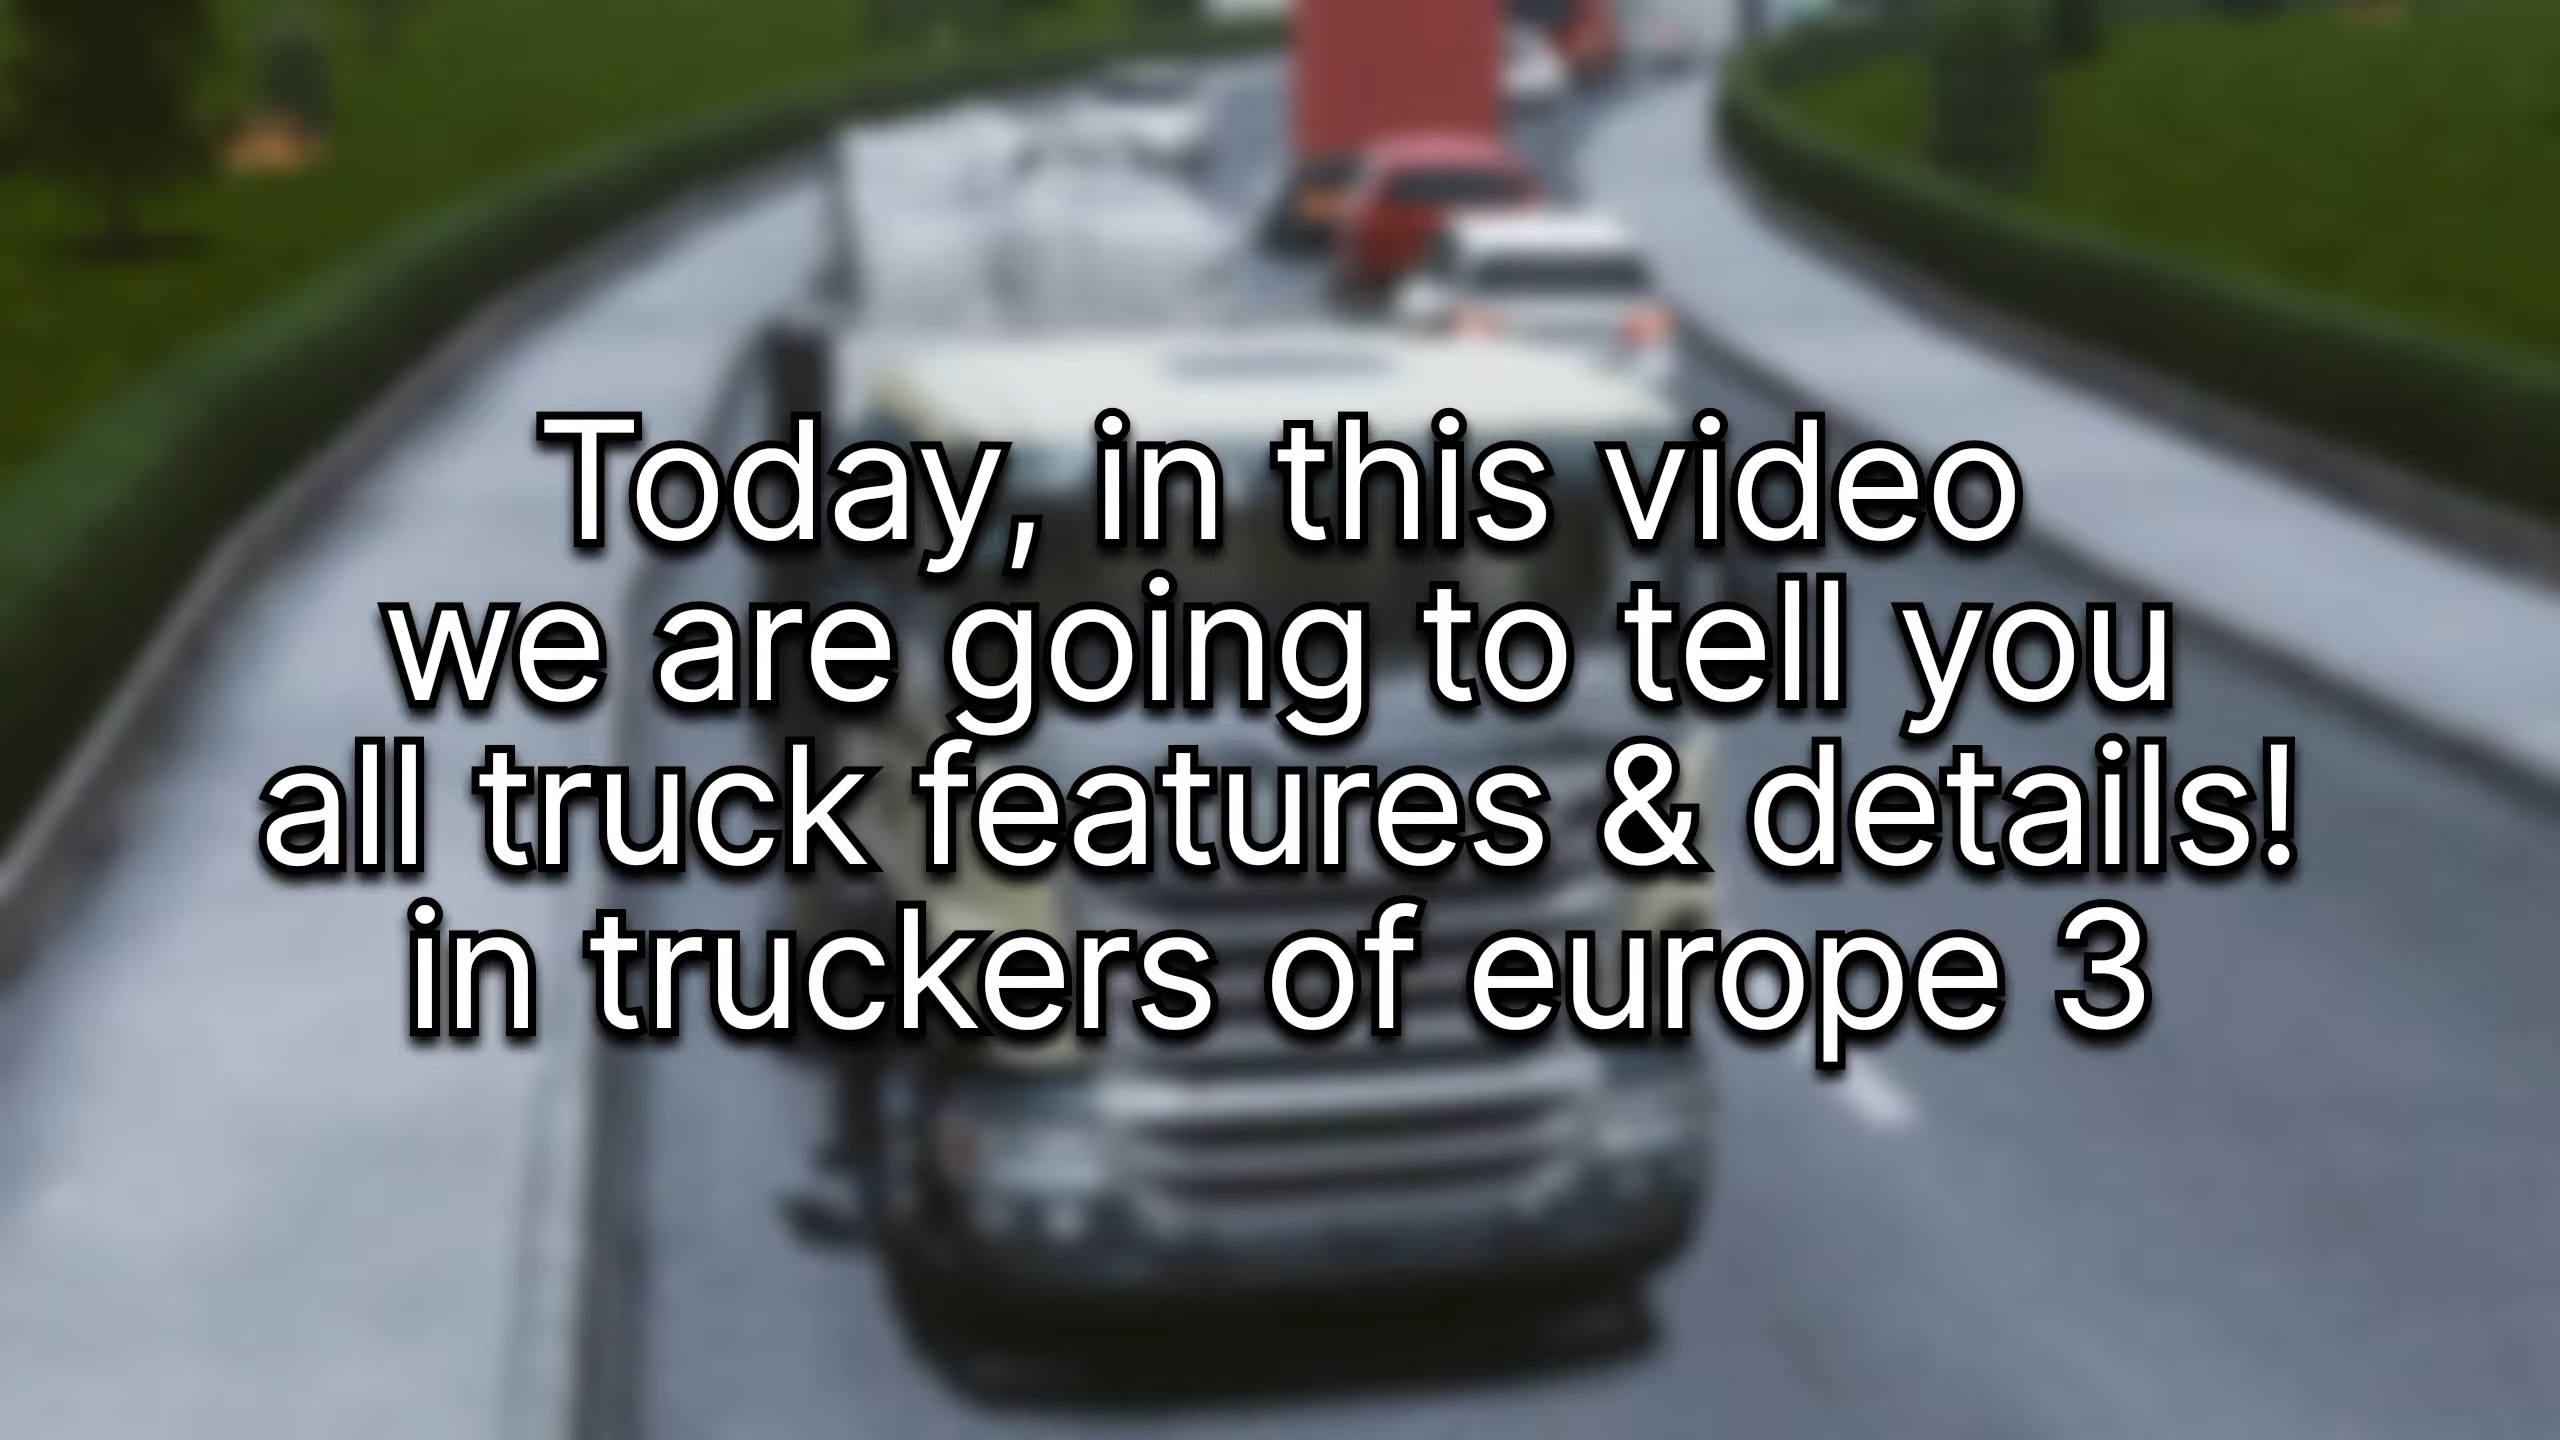 Today, in this video
we are going to tell you
all truck features & details!
in truckers of europe 3